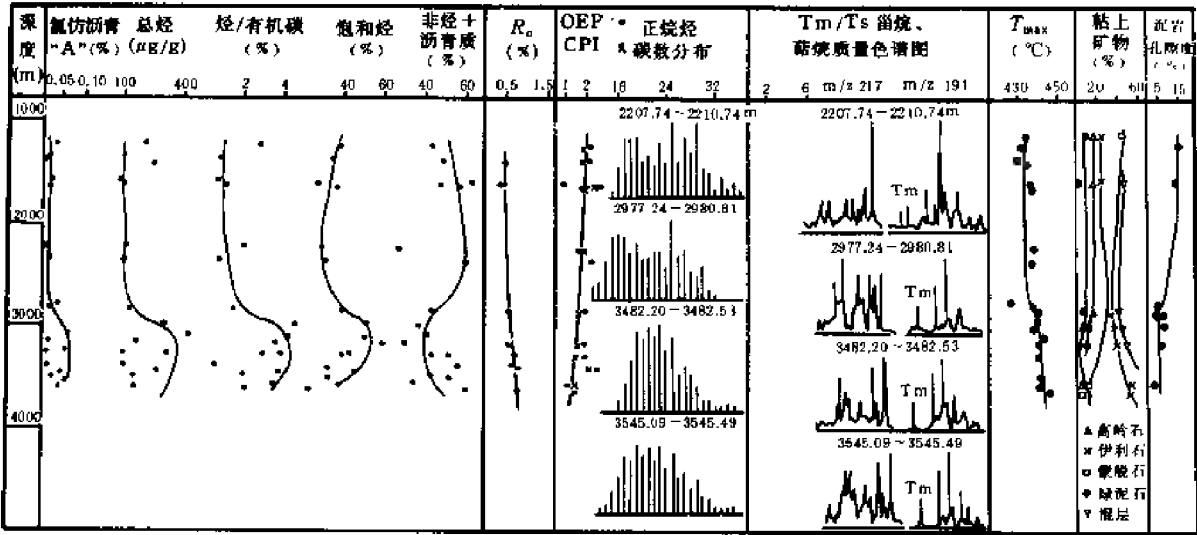 深度(m)
氯仿沥青"A"(%)
0.05 0.10
总烃(μg/g)
100 400
烃/有机碳(%)
2 4
饱和烃(%)
40 60
非烃+沥青质(%)
40 60
Rₒ(%)
0.5 1.5
OEP CPI
1 2
正烷烃碳数分布
16 24 32
Tm/Ts 甾烷、萜烷质量色谱图
2 6 m/z 217 m/z 191
Tmax(℃)
430 450
粘土矿物(%)
20 60
孔隙度
5 15
1000
2000
3000
4000
2207.74~2210.74m
2977.24~2980.81
3482.20~3482.53
3545.09~3545.49
2207.74~2210.74m
Tm
2977.24~2980.81
Tm
3482.20~3482.53
Tm
3545.09~3545.49
Tm
高岭石
伊利石
蒙脱石
绿泥石
混层